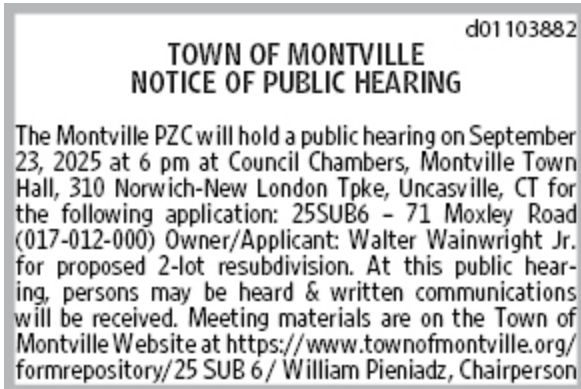 d01103882
TOWN OF MONTVILLE
NOTICE OF PUBLIC HEARING
The Montville PZC will hold a public hearing on September
23, 2025 at 6 pm at Council Chambers, Montville Town
Hall, 310 Norwich-New London Tpke, Uncasville, CT for
the following application: 25SUB6 – 71 Moxley Road
(017-012-000) Owner/Applicant: Walter Wainwright Jr.
for proposed 2-lot resubdivision. At this public hear-
ing, persons may be heard & written communications
will be received. Meeting materials are on the Town of
Montville Website at https://www.townofmontville.org/
formrepository/25 SUB 6/ William Pieniadz, Chairperson